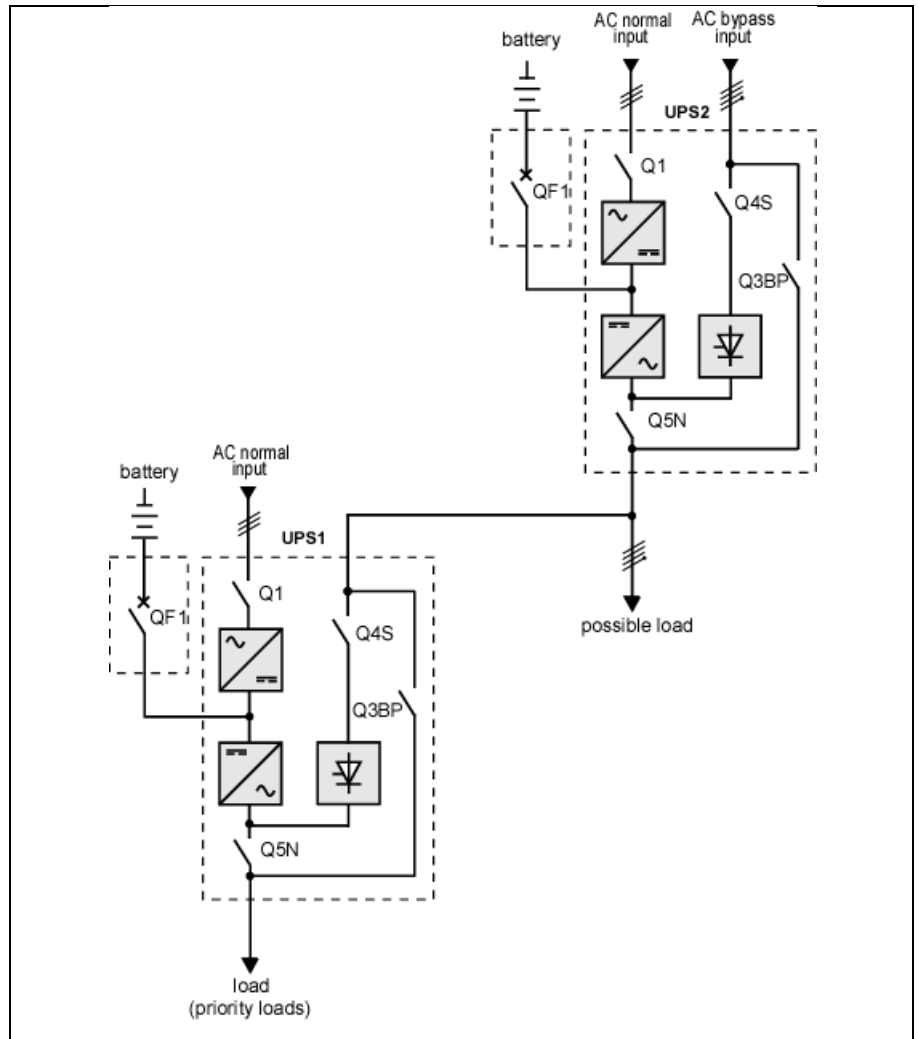 AC normal
input
AC bypass
input
battery
UPS2
Q1
QF1
Q4S
Q3BP
Q5N
AC normal
input
battery
UPS1
possible load
Q1
QF1
Q4S
Q3BP
Q5N
load
(priority loads)